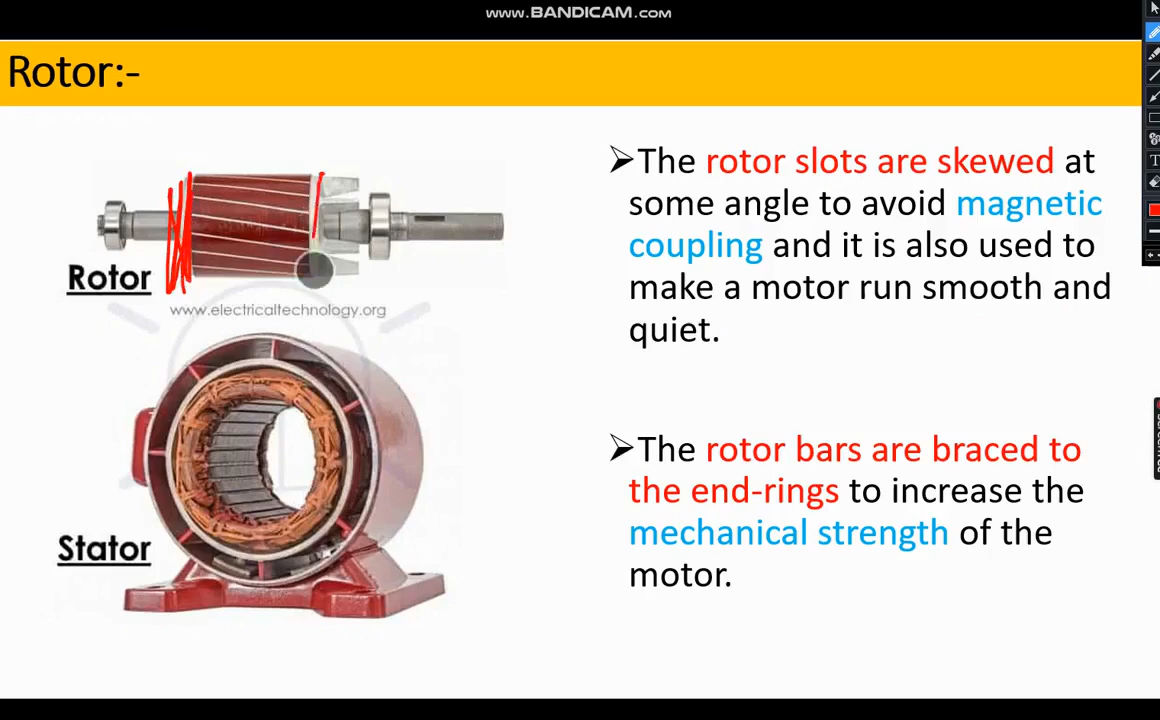 www.BANDICAM.com
Rotor:-
➢The rotor slots are skewed at
some angle to avoid magnetic
coupling and it is also used to
make a motor run smooth and
quiet.
Rotor
www.electricaltechnology.org
➢The rotor bars are braced to
the end-rings to increase the
mechanical strength of the
motor.
Stator
T